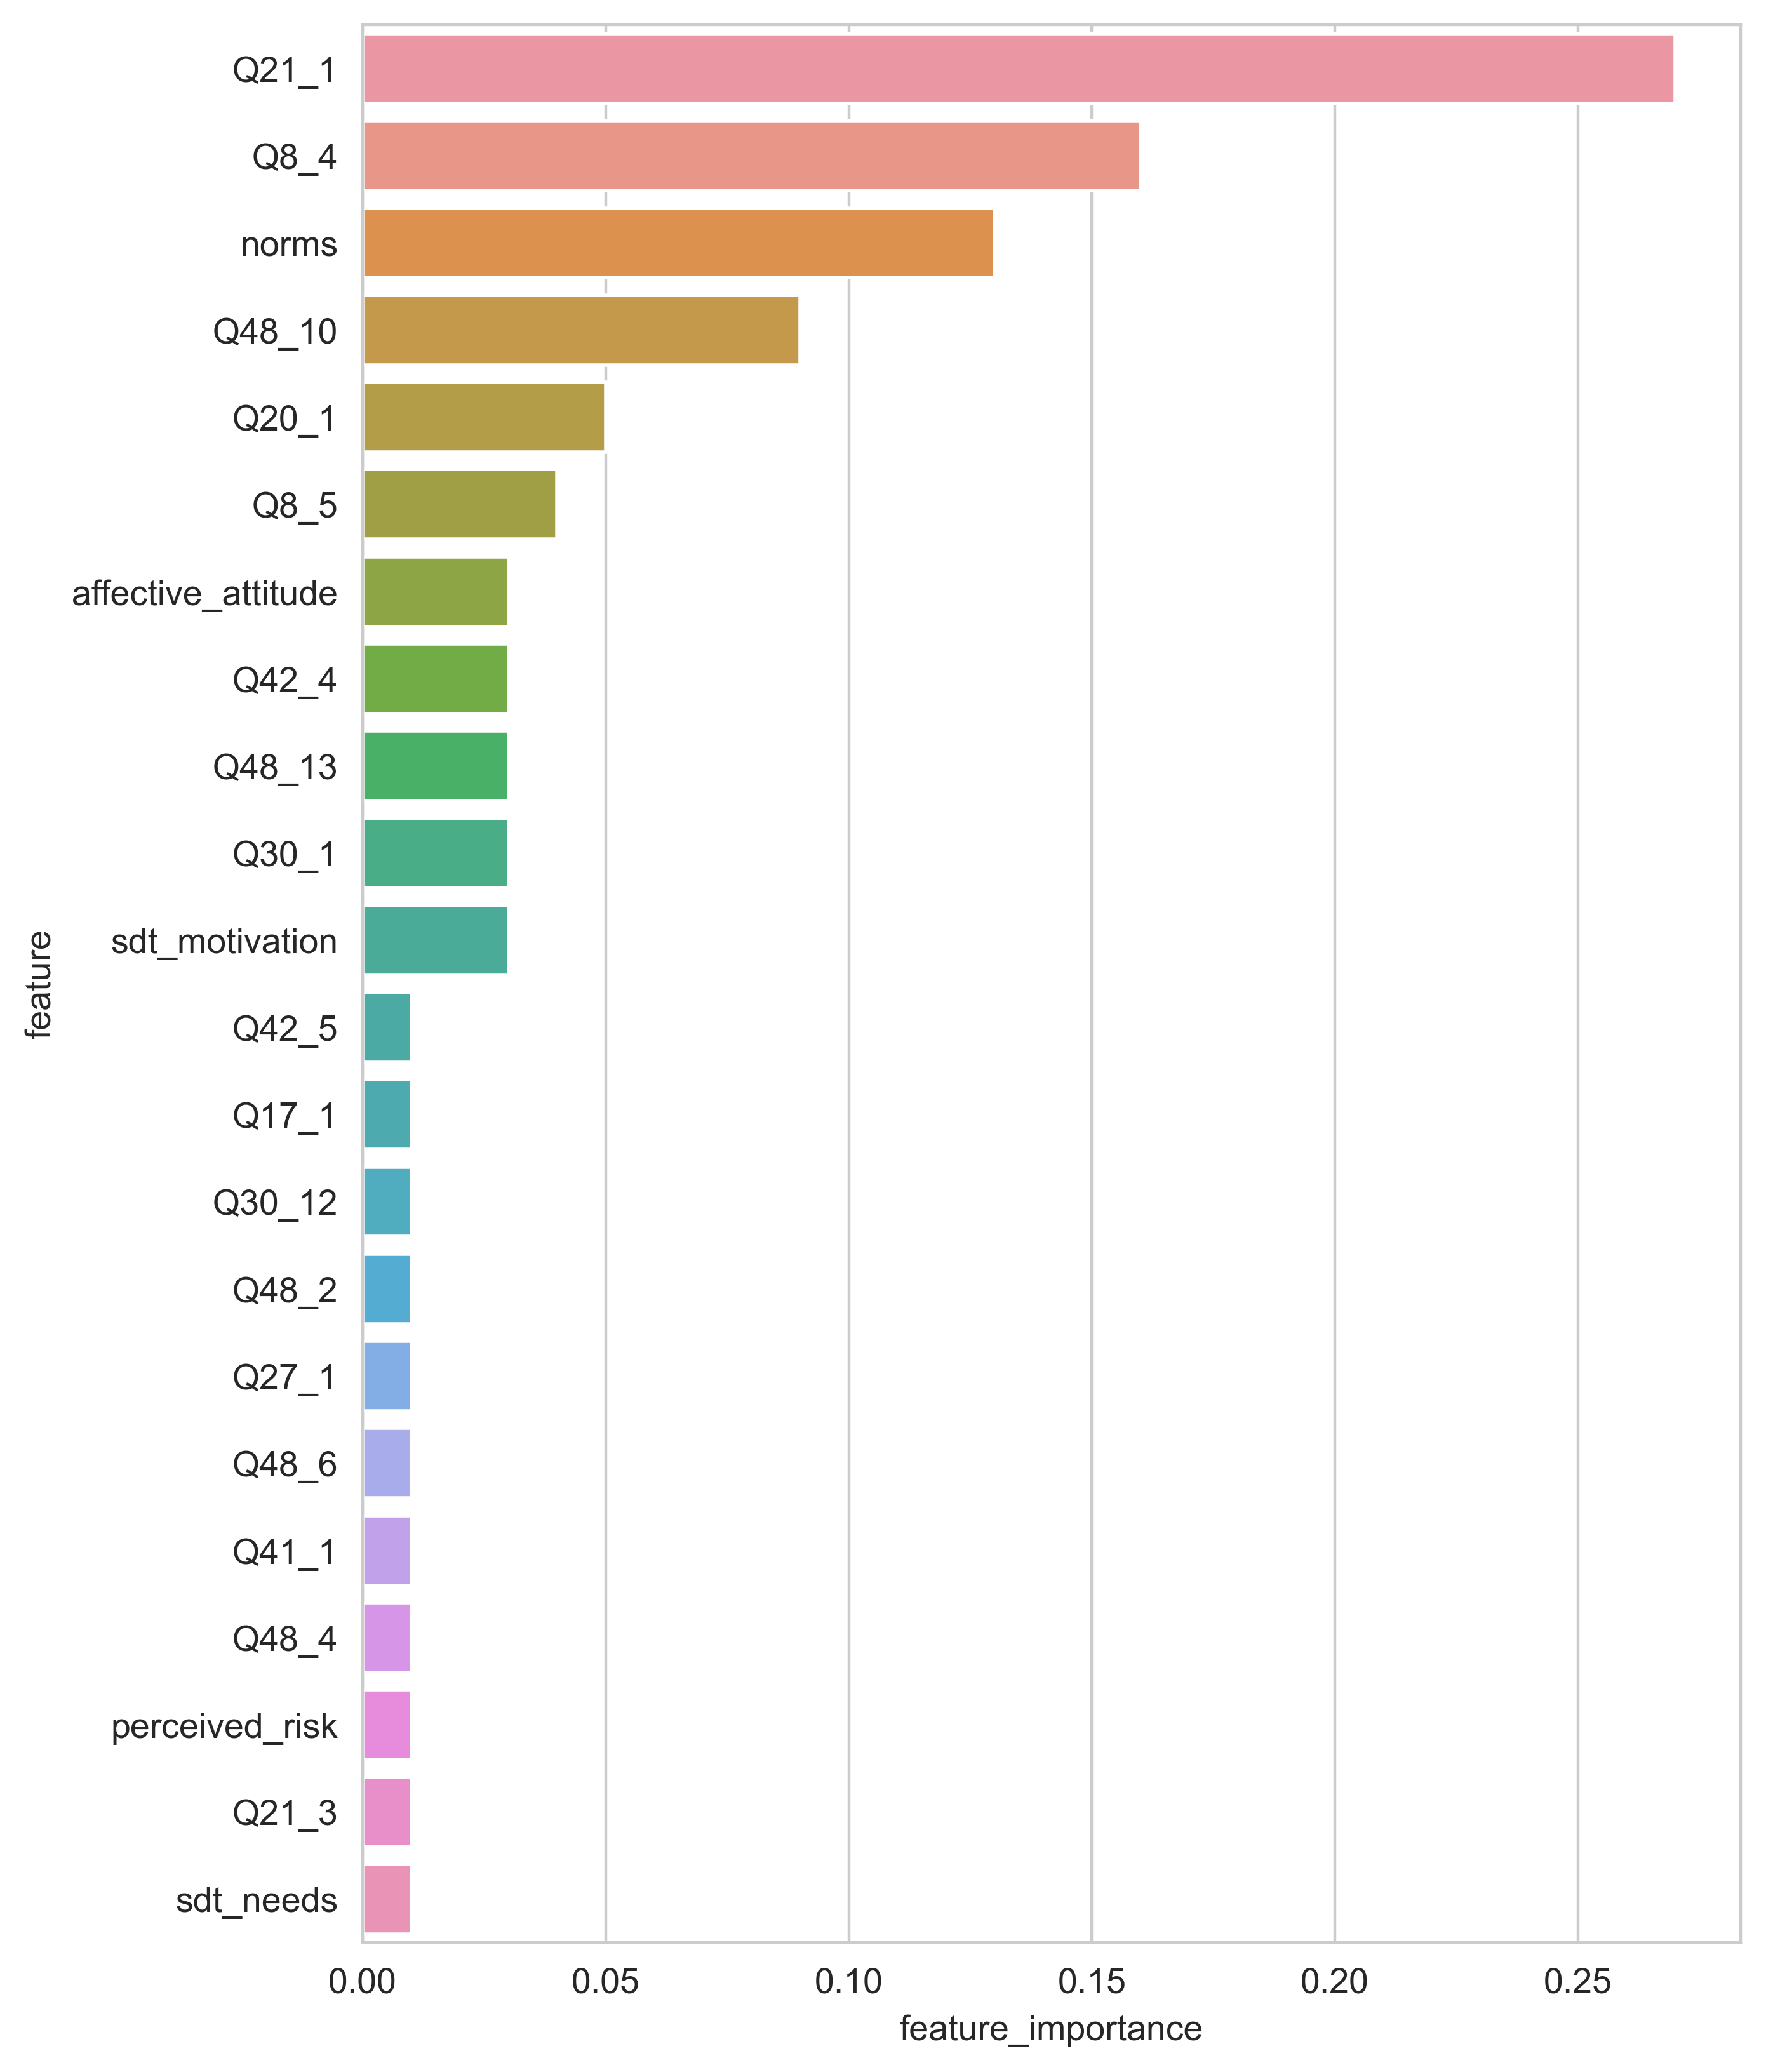 Q21_1
Q8_4
norms
Q48_10
Q20_1
Q8_5
affective_attitude
Q42_4
Q48_13
Q30_1
sdt_motivation
Q42_5
Q17_1
Q30_12
Q48_2
Q27_1
Q48_6
Q41_1
Q48_4
perceived_risk
Q21_3
sdt_needs
feature
0.00 0.05 0.10 0.15 0.20 0.25
feature_importance